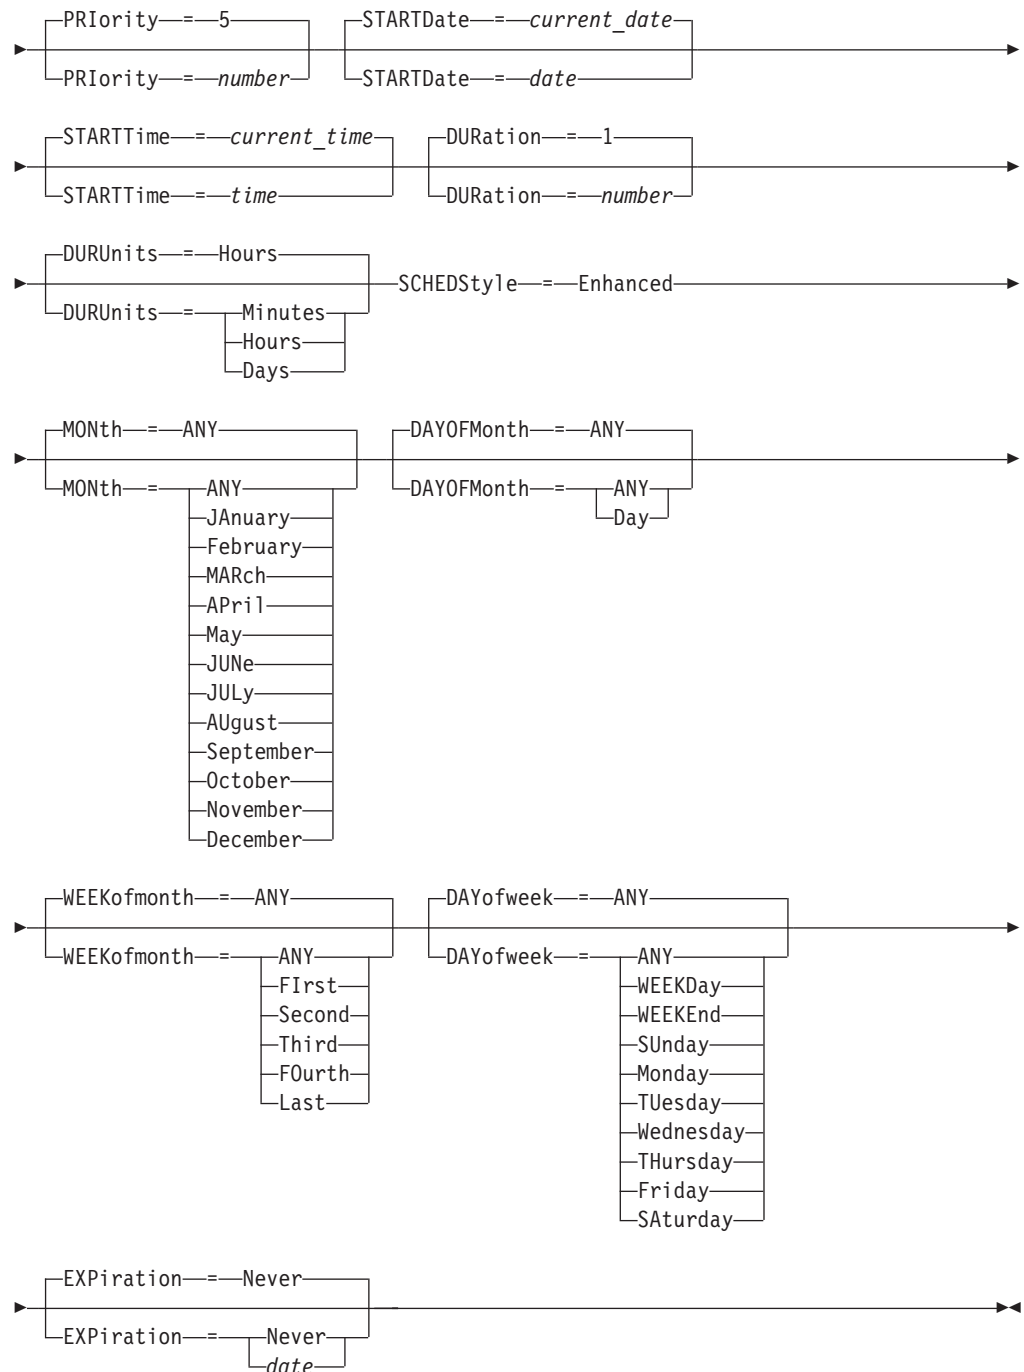 PRIority = 5 STARTDate = current_date
PRIority = number STARTDate = date
STARTTime = current_time DURation = 1
STARTTime = time DURation = number
DURUnits = Hours
SCHEDStyle = Enhanced
DURUnits = Minutes
Hours
Days
MONth = ANY DAYOFMonth = ANY
MONth = ANY DAYOFMonth = ANY
JAnuary Day
February
MARch
APril
May
JUNe
JULy
AUgust
September
October
November
December
WEEKofmonth = ANY DAYofweek = ANY
WEEKofmonth = ANY DAYofweek = ANY
FIrst WEEKDay
Second WEEKEnd
Third SUnday
FOurth Monday
Last TUesday
Wednesday
THursday
Friday
SAturday
EXPiration = Never
EXPiration = Never
date